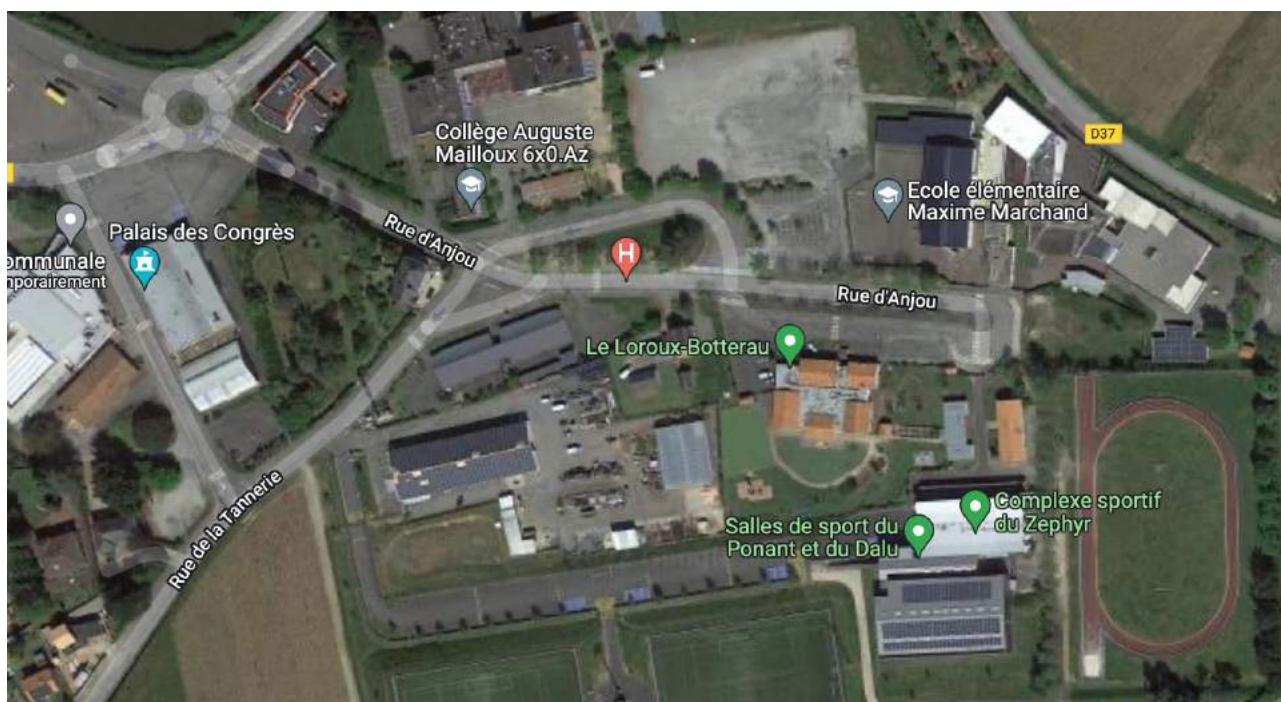 Collège Auguste
Mailloux 6x0.Az
D37
Ecole élémentaire
Maxime Marchand
Palais des Congrès
Rue d'Anjou
ommunale
mporairement
H
Rue d'Anjou
Le Loroux-Botterau
Complexe sportif
du Zephyr
Salles de sport du
Ponant et du Dalu
Rue de la Tannerie